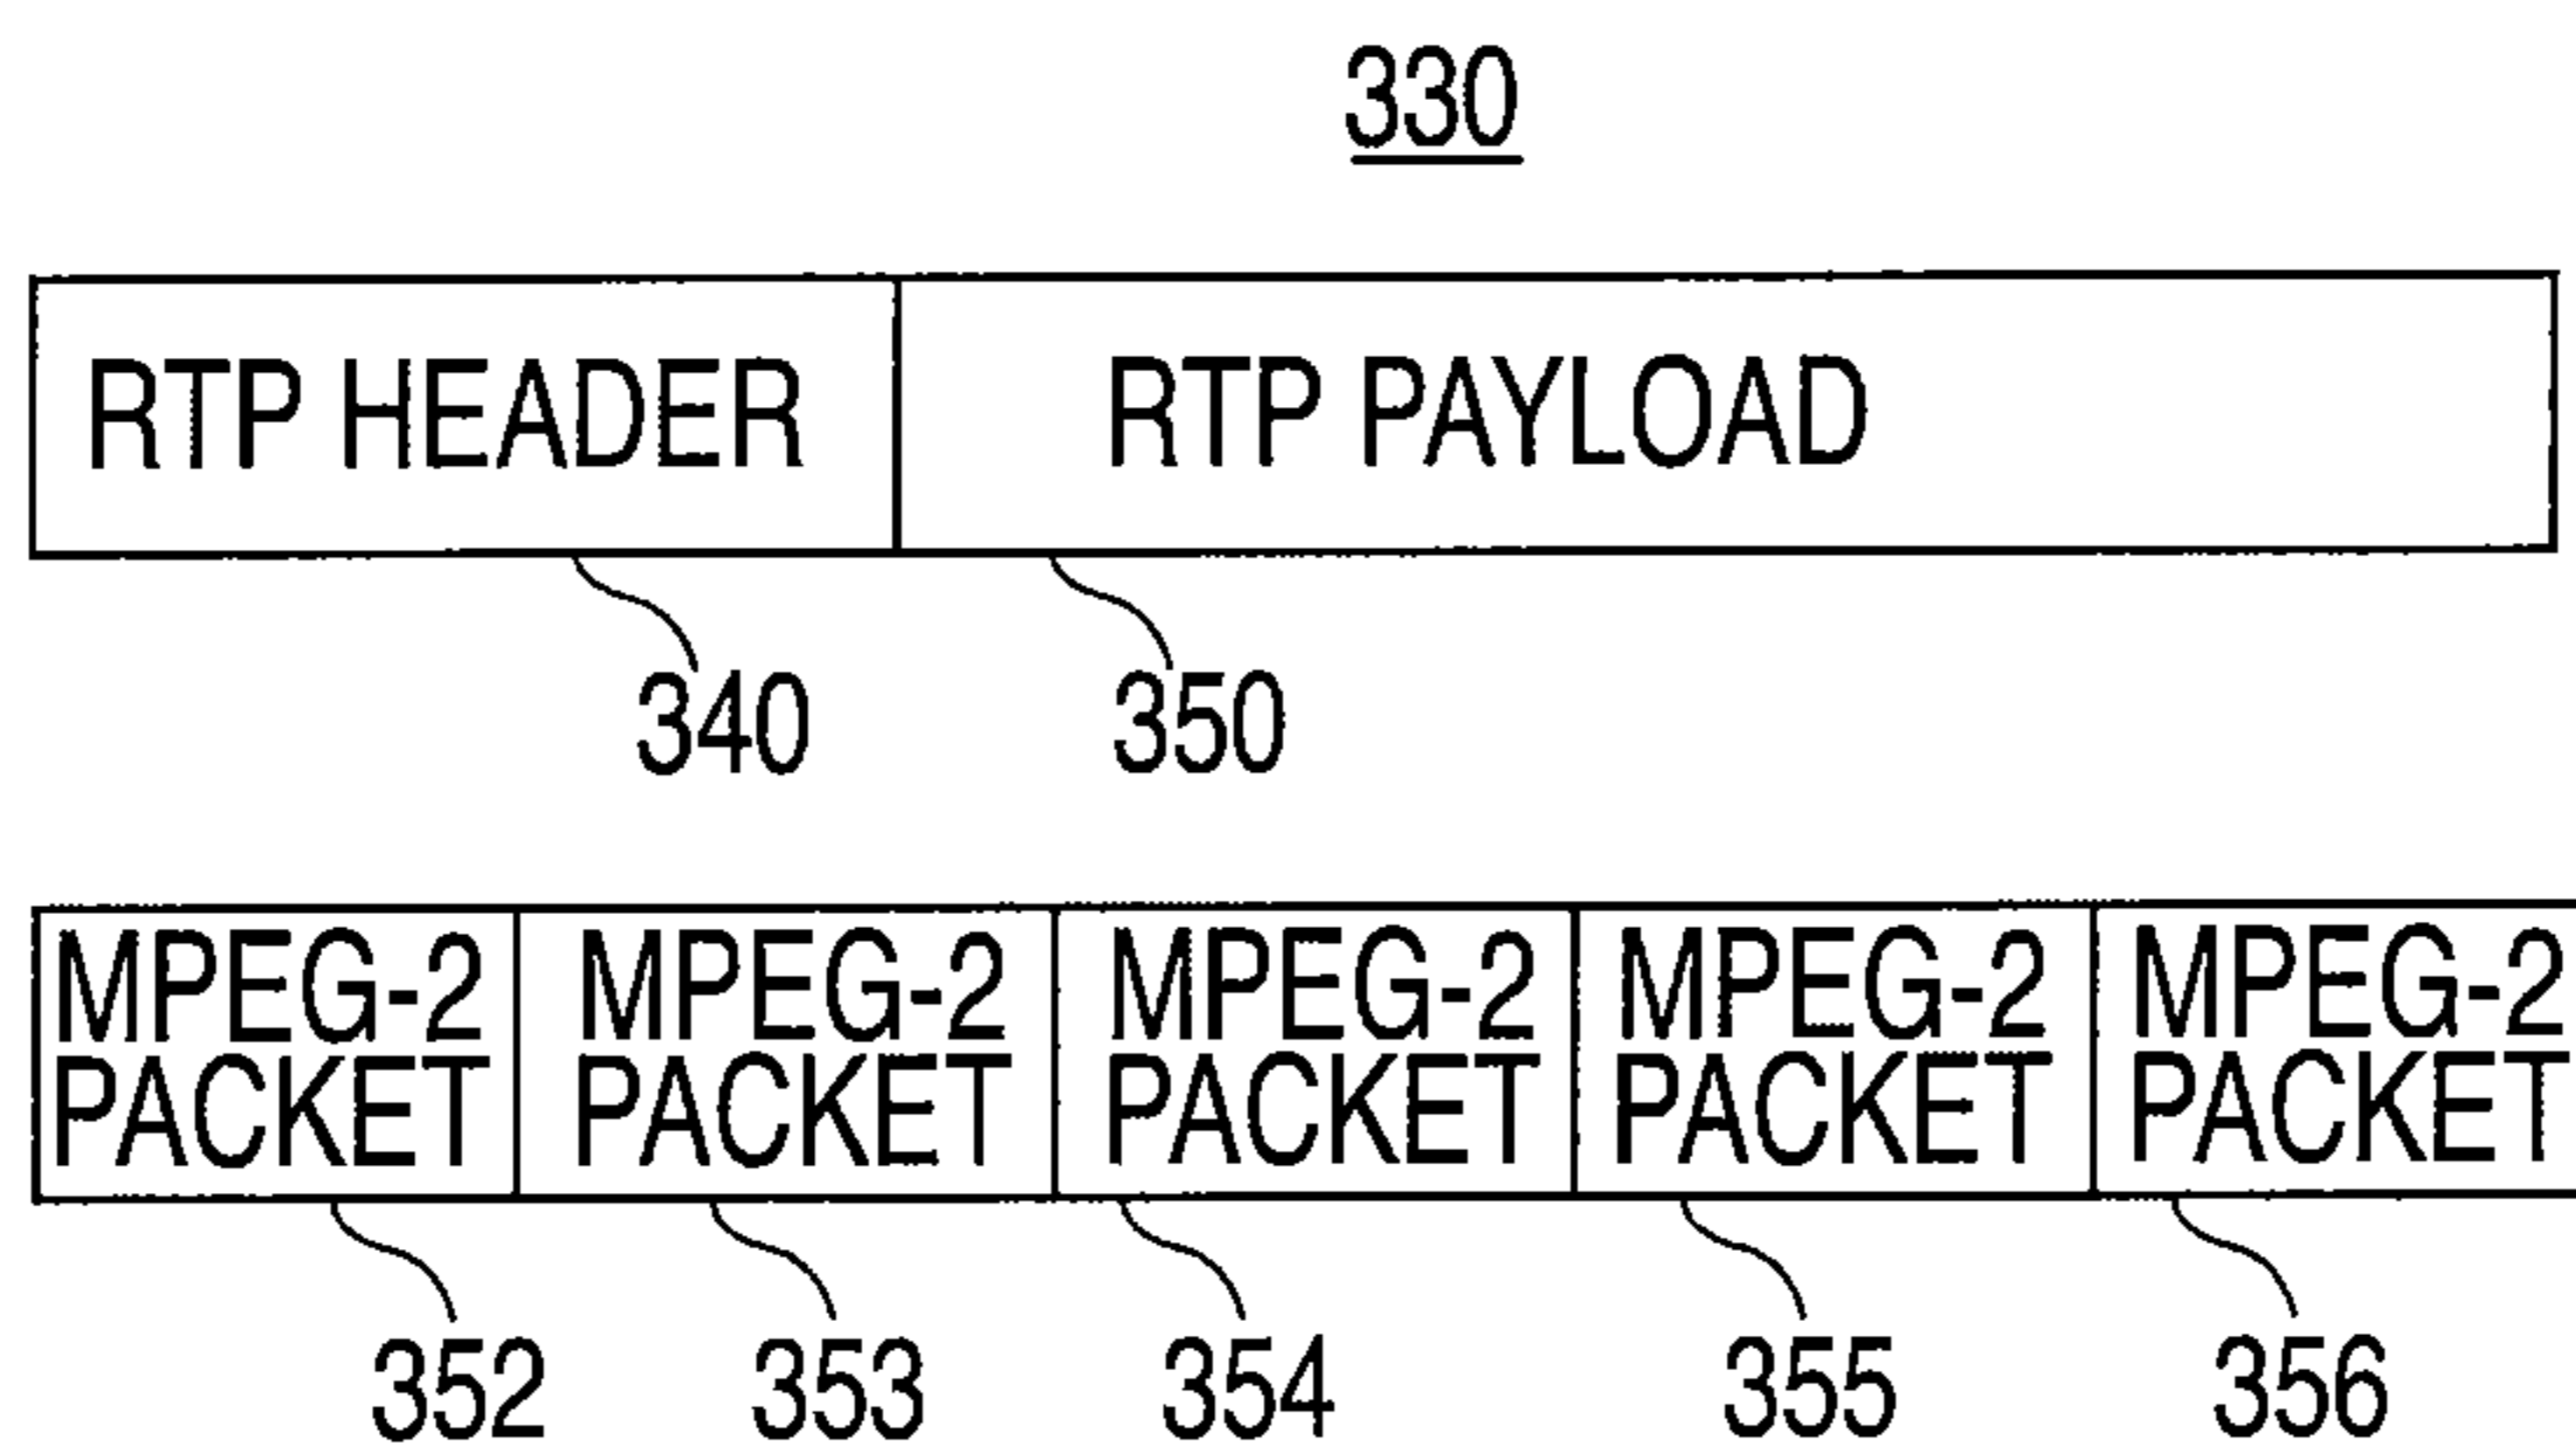 330
RTP HEADER RTP PAYLOAD
340 350
MPEG-2 MPEG-2 MPEG-2 MPEG-2 MPEG-2
PACKET PACKET PACKET PACKET PACKET
352 353 354 355 356